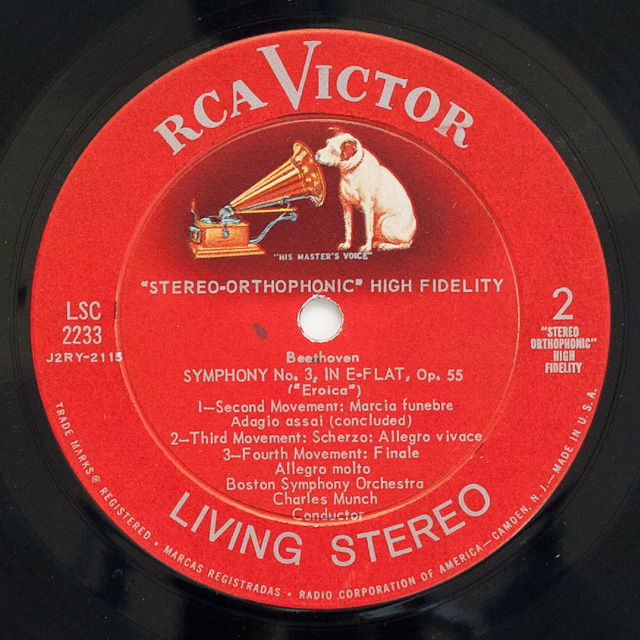 RCA VICTOR
"HIS MASTER'S VOICE"
"STEREO-ORTHOPHONIC" HIGH FIDELITY
LSC
2233
J2RY-2115
2
"STEREO
ORTHOPHONIC"
HIGH
FIDELITY
Beethoven
SYMPHONY No. 3, IN E-FLAT, Op. 55
("Eroica")
1—Second Movement: Marcia funebre
Adagio assai (concluded)
2—Third Movement: Scherzo: Allegro vivace
3—Fourth Movement: Finale
Allegro molto
Boston Symphony Orchestra
Charles Munch
Conductor
LIVING STEREO
TRADE MARKS ® REGISTERED • MARCAS REGISTRADAS • RADIO CORPORATION OF AMERICA—CAMDEN, N. J.—MADE IN U.S.A.